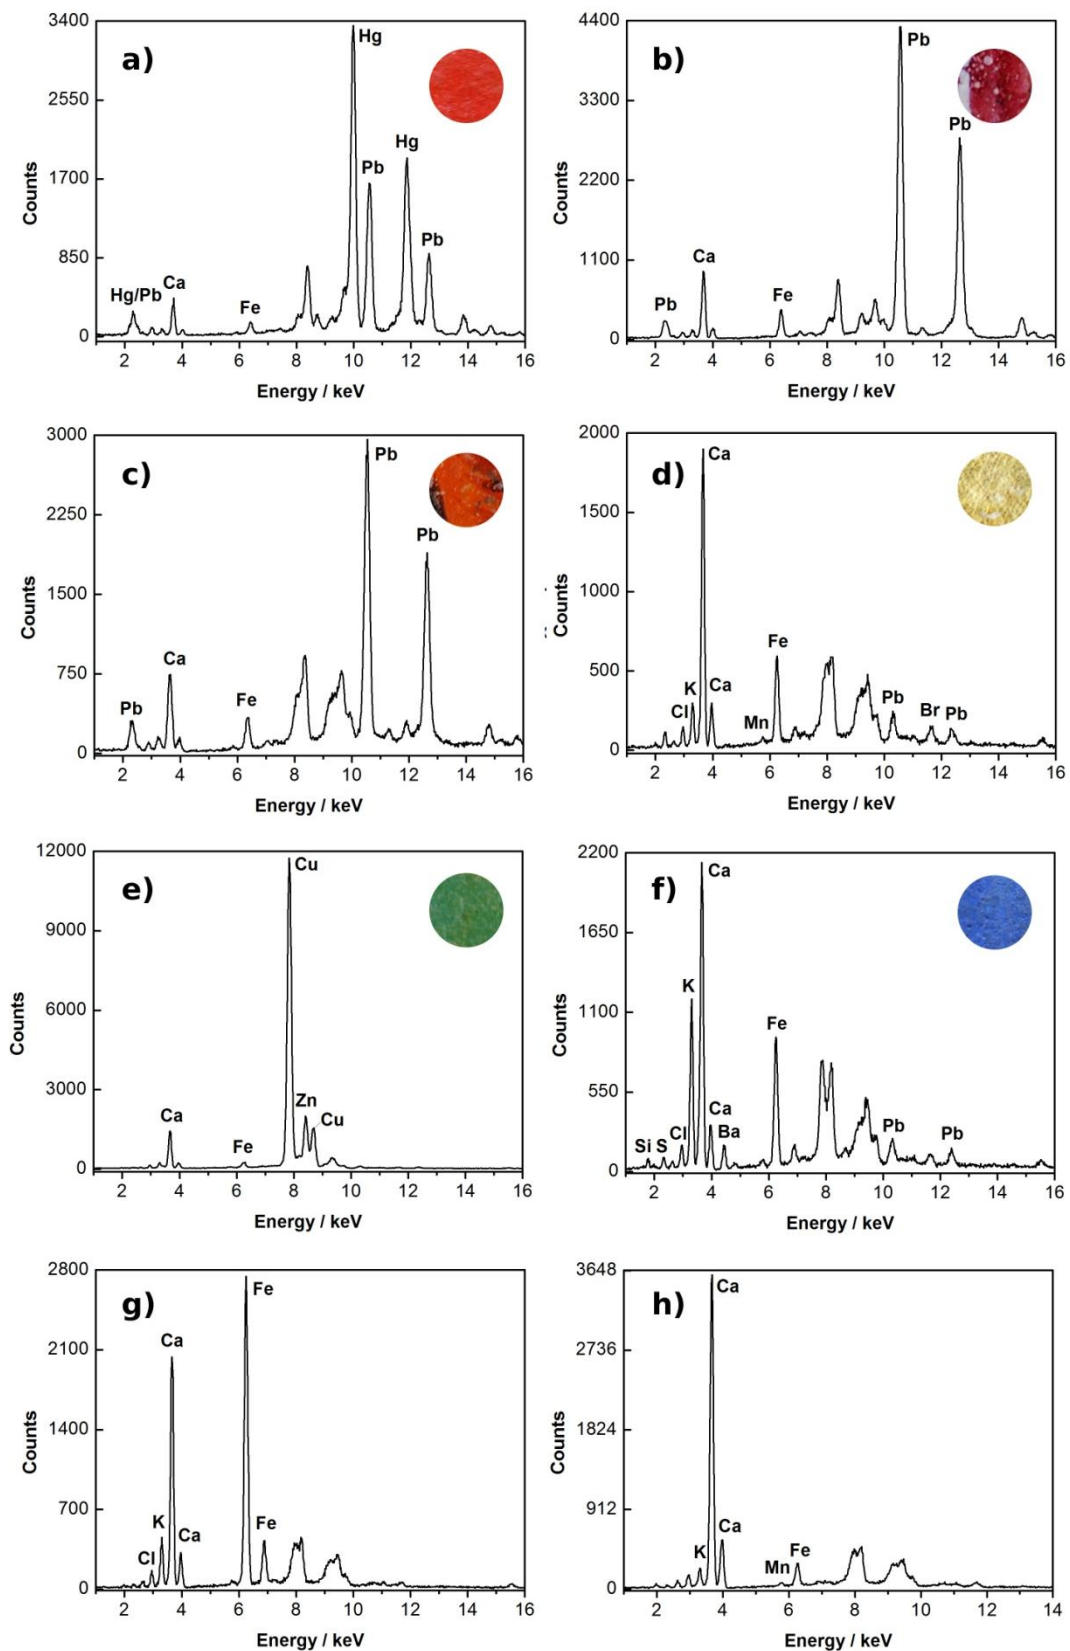 a)
3400
2550
1700
850
0
Counts
Hg
Hg
Pb
Pb
Hg/Pb
Ca
Fe
2 4 6 8 10 12 14 16
Energy / keV
b)
4400
3300
2200
1100
0
Counts
Pb
Pb
Ca
Pb
Fe
2 4 6 8 10 12 14 16
Energy / keV
c)
3000
2250
1500
750
0
Counts
Pb
Pb
Ca
Pb
Fe
2 4 6 8 10 12 14 16
Energy / keV
d)
2000
1500
1000
500
0
Counts
Ca
Fe
K
Ca
Cl
Mn
Pb
Br
Pb
2 4 6 8 10 12 14 16
Energy / keV
e)
12000
9000
6000
3000
0
Counts
Cu
Zn
Cu
Ca
Fe
2 4 6 8 10 12 14 16
Energy / keV
f)
2200
1650
1100
550
0
Counts
Ca
K
Fe
Ca
Si S Cl
Ba
Pb
Pb
2 4 6 8 10 12 14 16
Energy / keV
g)
2800
2100
1400
700
0
Counts
Fe
Ca
K
Fe
Ca
Cl
2 4 6 8 10 12 14 16
Energy / keV
h)
3648
2736
1824
912
0
Counts
Ca
Ca
K
Mn
Fe
2 4 6 8 10 12 14
Energy / keV